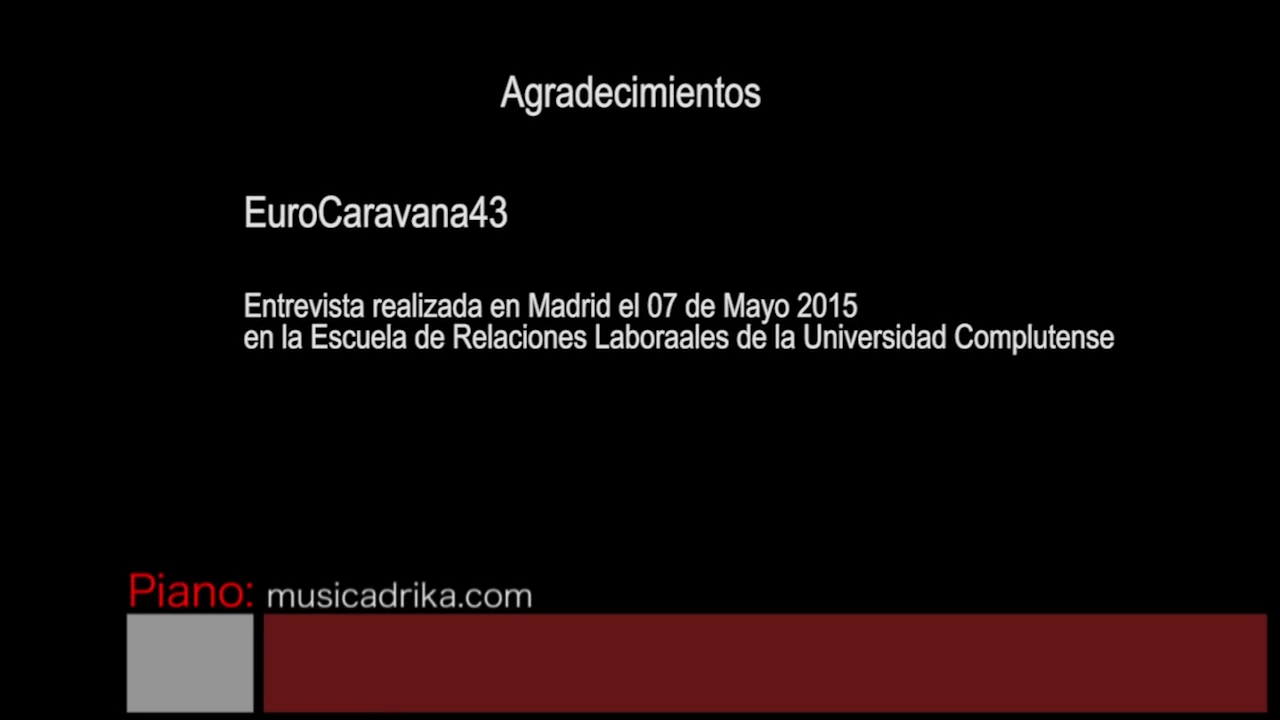 Agradecimientos
EuroCaravana43
Entrevista realizada en Madrid el 07 de Mayo 2015
en la Escuela de Relaciones Laboraales de la Universidad Complutense
Piano: musicadrika.com